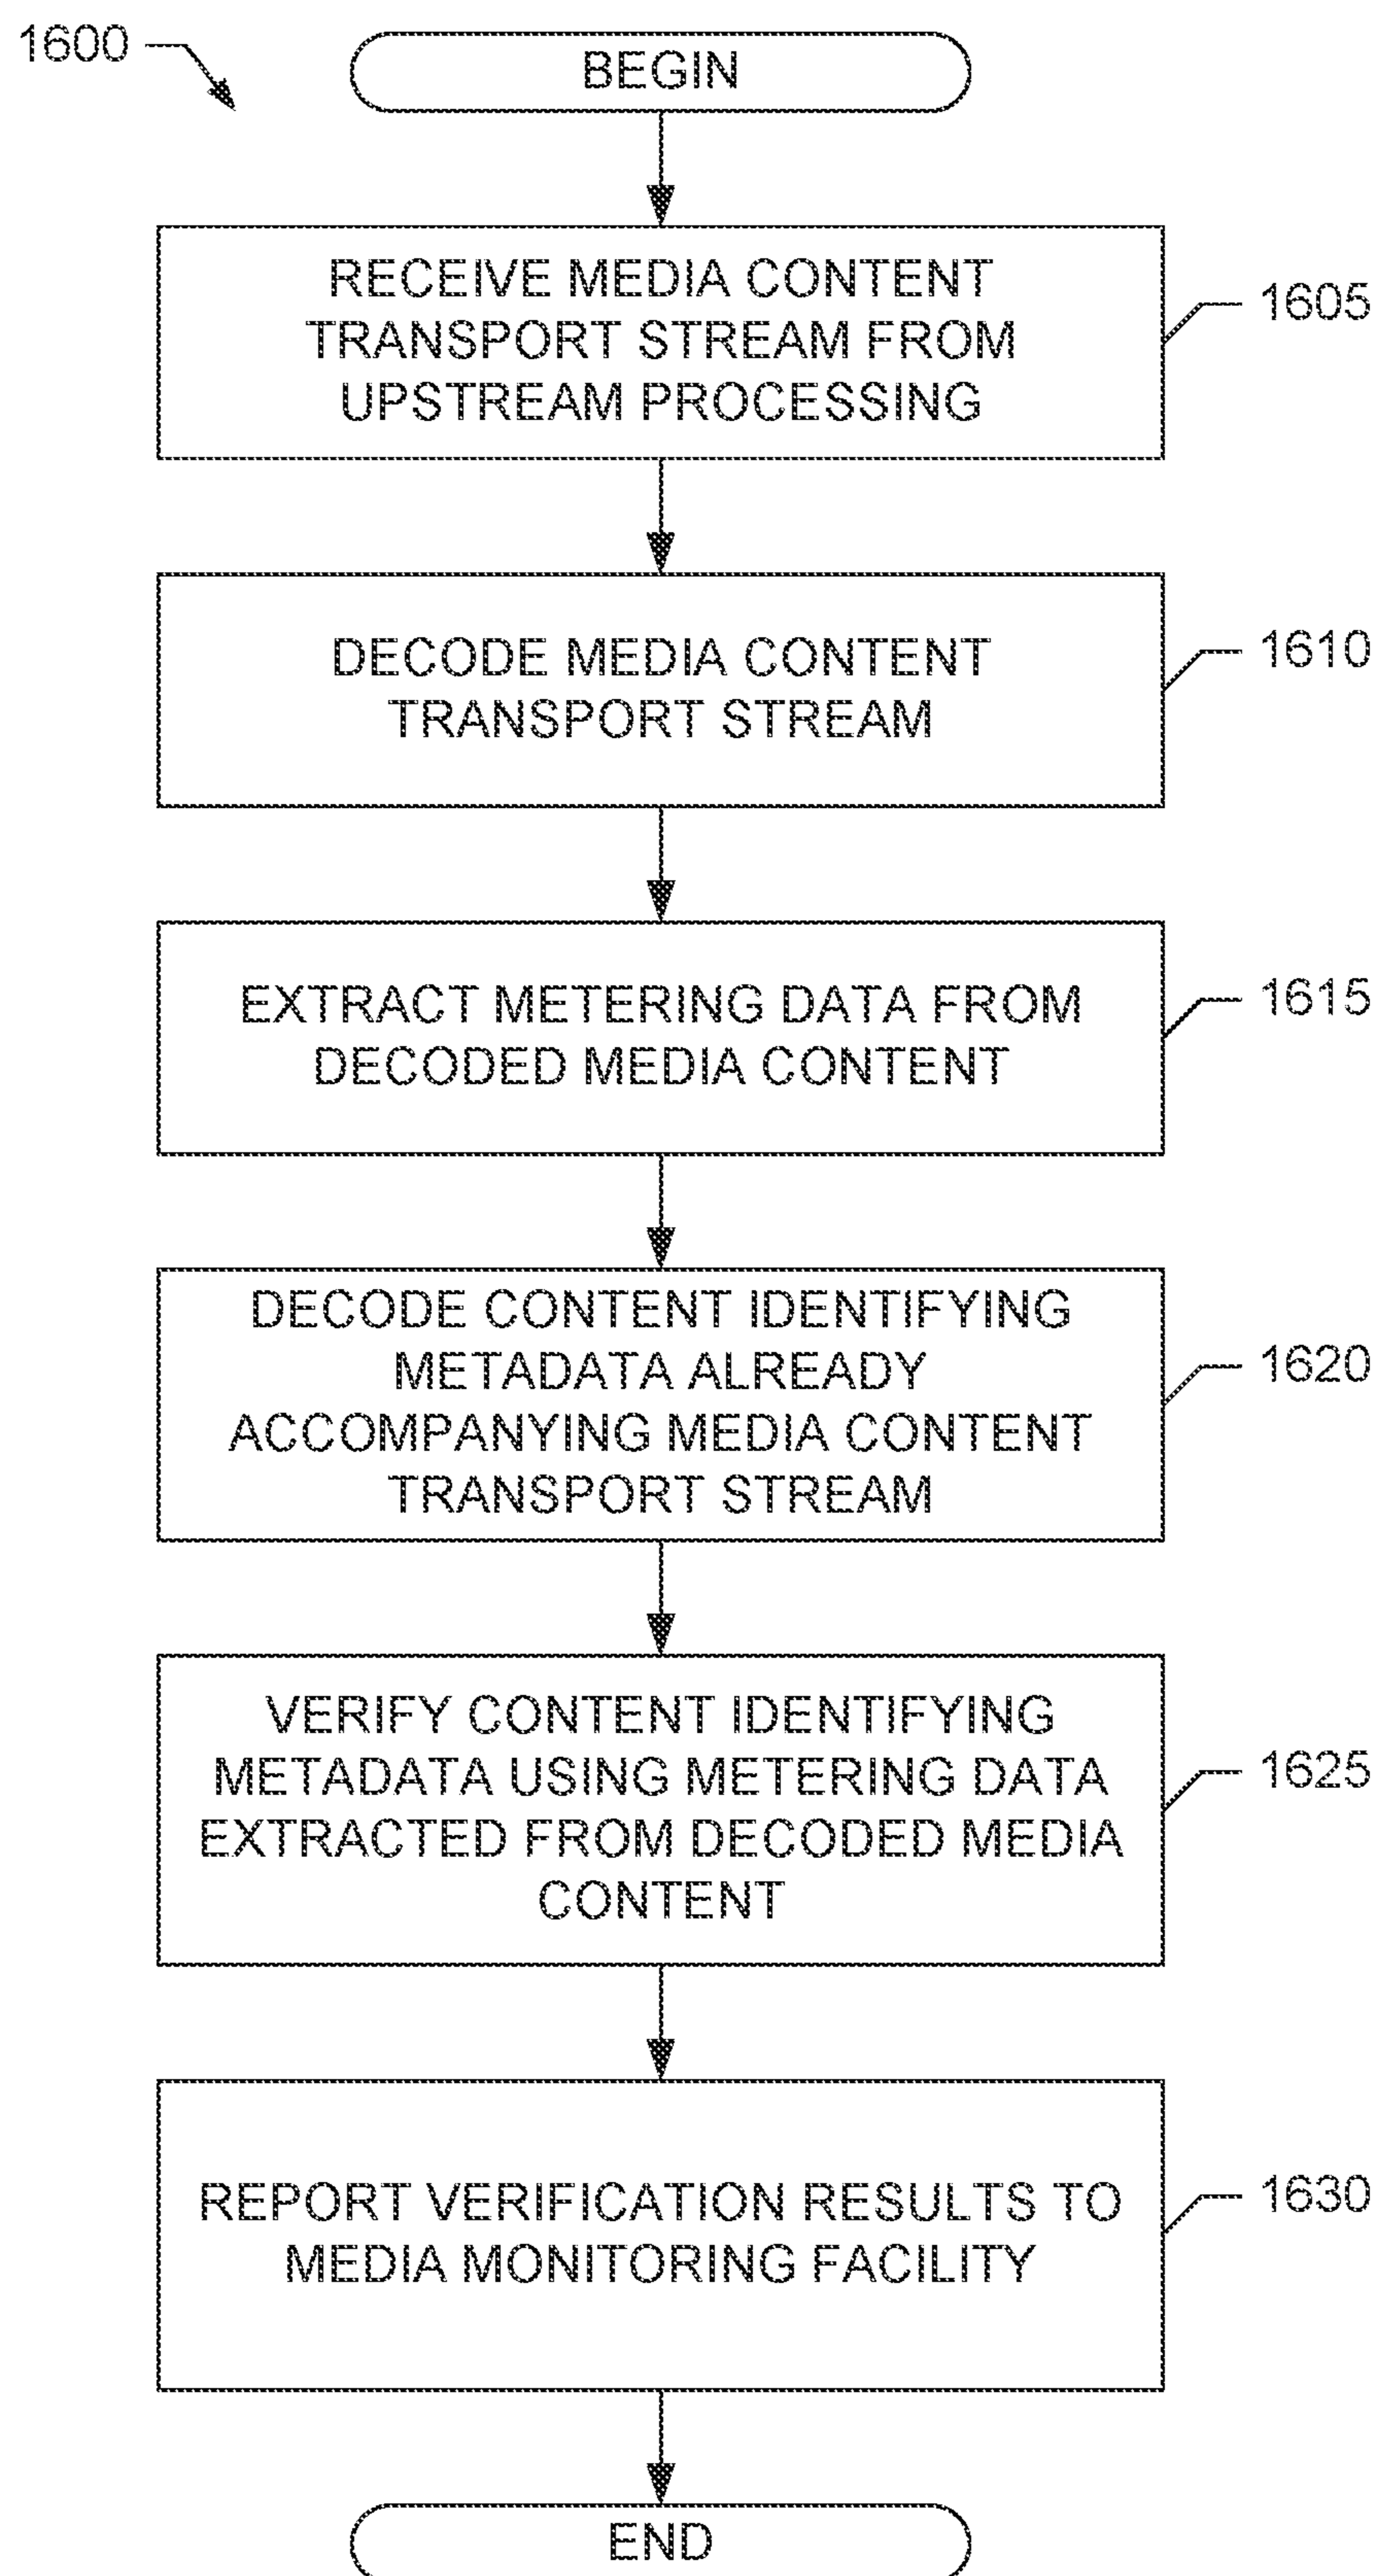 1600
BEGIN
RECEIVE MEDIA CONTENT
TRANSPORT STREAM FROM
UPSTREAM PROCESSING
1605
DECODE MEDIA CONTENT
TRANSPORT STREAM
1610
EXTRACT METERING DATA FROM
DECODED MEDIA CONTENT
1615
DECODE CONTENT IDENTIFYING
METADATA ALREADY
ACCOMPANYING MEDIA CONTENT
TRANSPORT STREAM
1620
VERIFY CONTENT IDENTIFYING
METADATA USING METERING DATA
EXTRACTED FROM DECODED MEDIA
CONTENT
1625
REPORT VERIFICATION RESULTS TO
MEDIA MONITORING FACILITY
1630
END